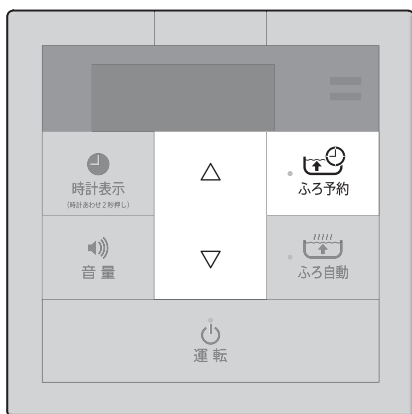 時計表示
(時計あわせ2秒押し)
ふろ予約
音量
ふろ自動
運転